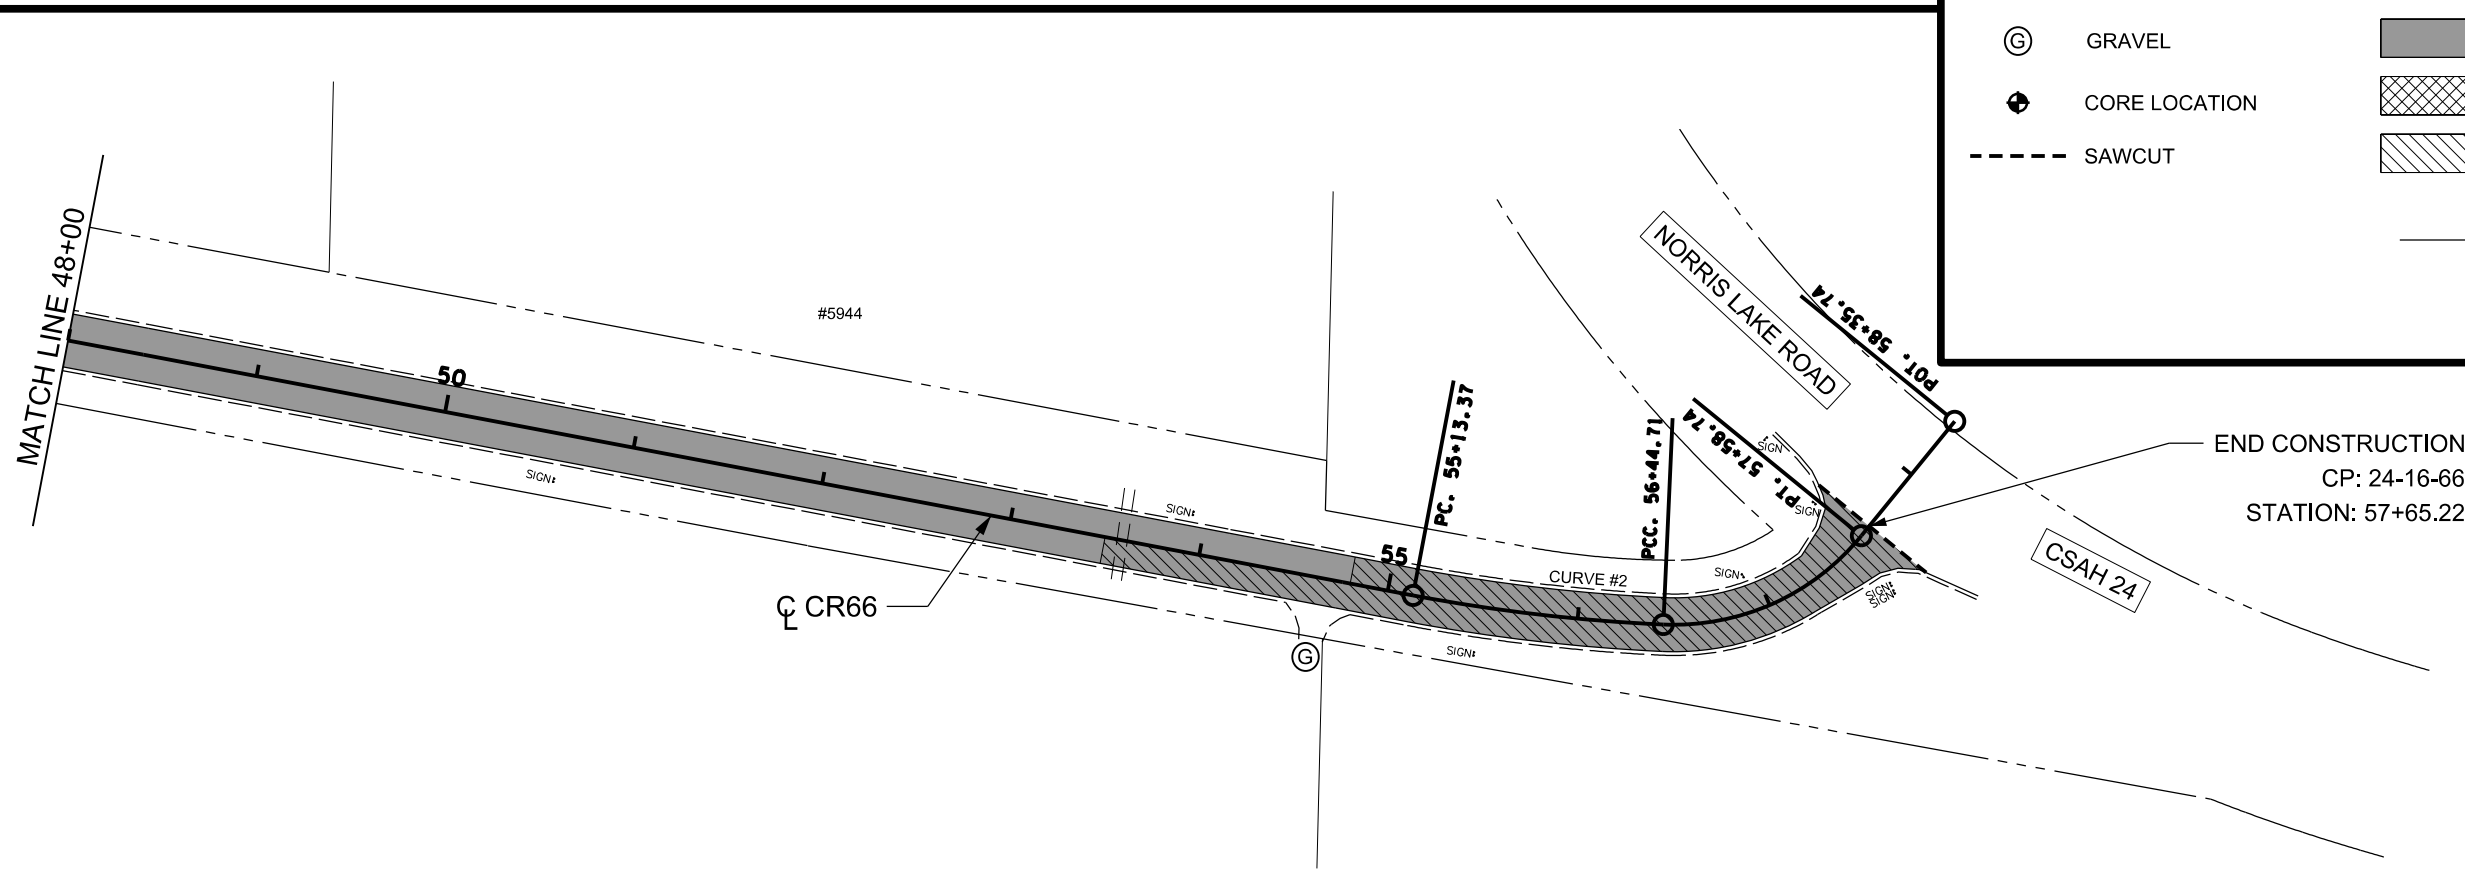 G GRAVEL
CORE LOCATION
SAWCUT
MATCH LINE 48+00
50
#5944
SIGN
SIGN
℄ CR66
55
PC. 55+13.37
PCC. 56+44.71
PT. 57+58.74
POT. 58+35.74
NORRIS LAKE ROAD
SIGN
SIGN
CURVE #2
SIGN
SIGN
SIGN
SIGN
G
END CONSTRUCTION
CP: 24-16-66
STATION: 57+65.22
CSAH 24